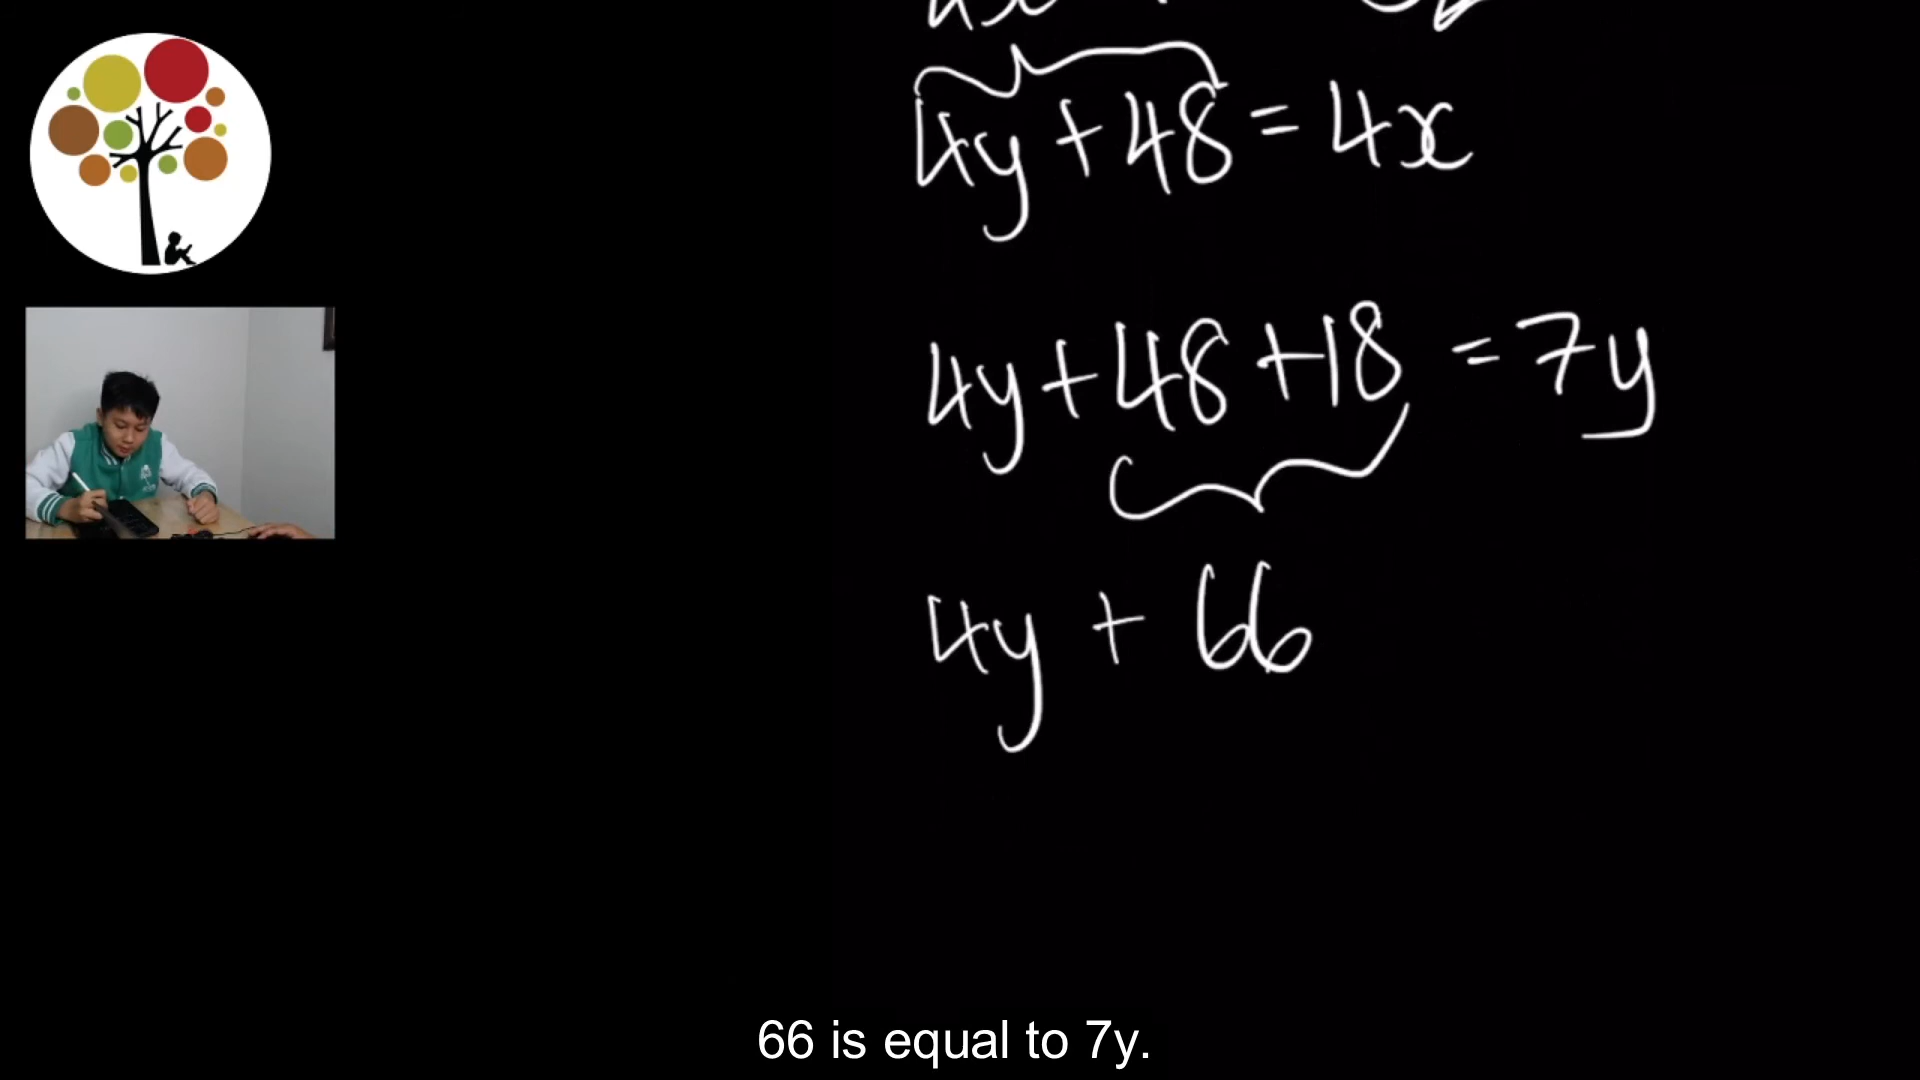 4y + 48 = 4x
4y + 48 + 18 = 7y
4y + 66
66 is equal to 7y.